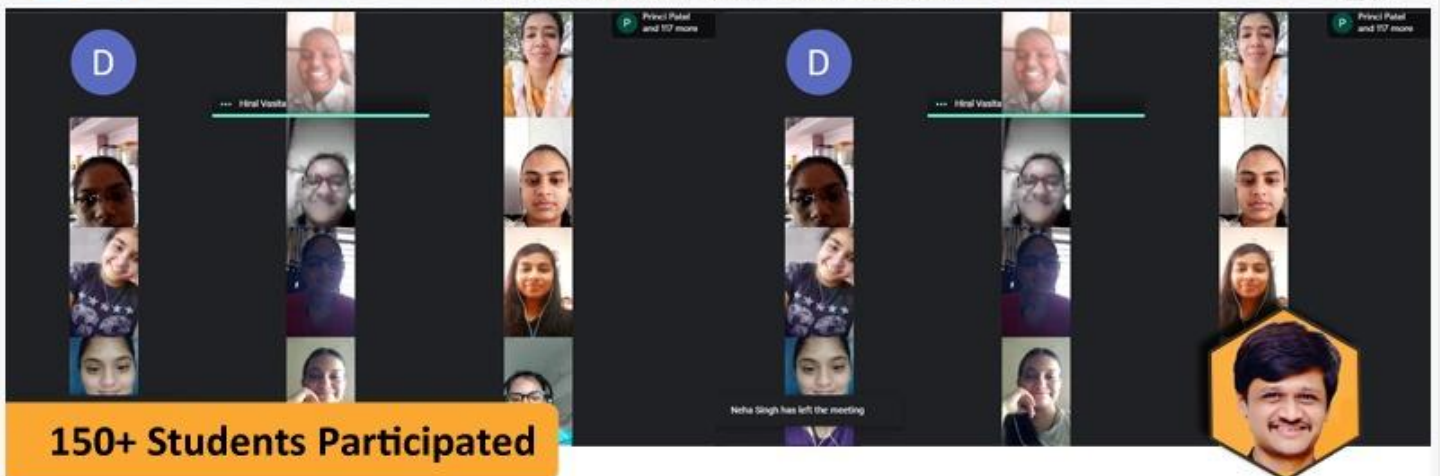 D
Hiral Vasita
P
Princi Patel
and 117 more
D
Hiral Vasita
P
Princi Patel
and 117 more
Neha Singh has left the meeting
150+ Students Participated